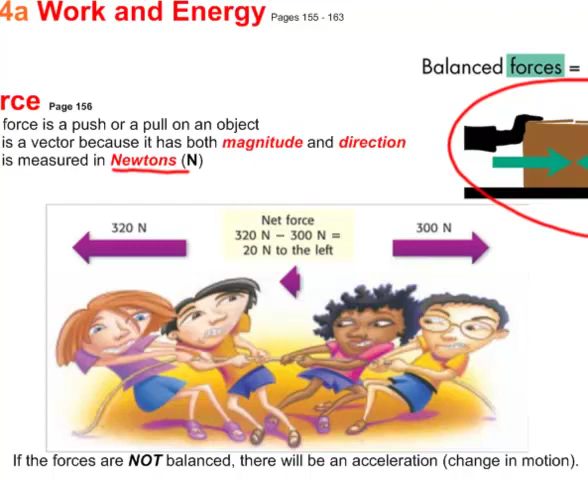 4a Work and Energy Pages 155 - 163
Balanced forces =
rce Page 156
force is a push or a pull on an object
is a vector because it has both magnitude and direction
is measured in Newtons (N)
320 N
Net force
320 N − 300 N =
20 N to the left
300 N
If the forces are NOT balanced, there will be an acceleration (change in motion).